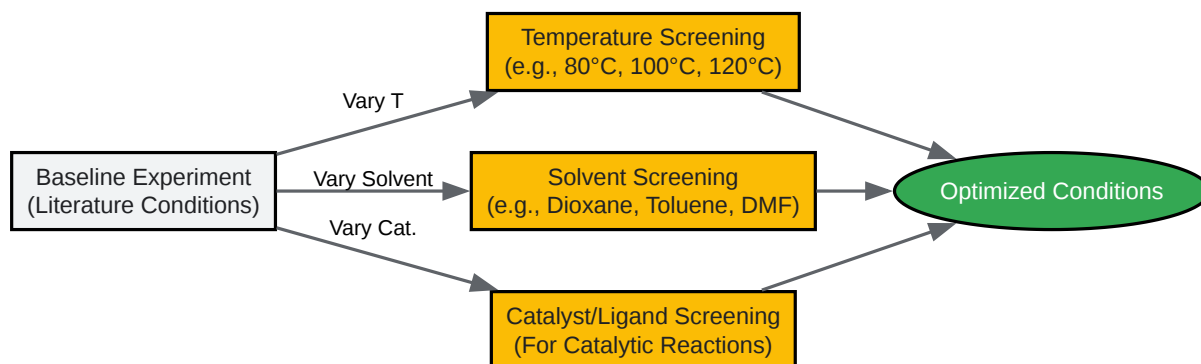 Temperature Screening
(e.g., 80°C, 100°C, 120°C)
Vary T
Baseline Experiment
(Literature Conditions)
Vary Solvent
Solvent Screening
(e.g., Dioxane, Toluene, DMF)
Optimized Conditions
Vary Cat.
Catalyst/Ligand Screening
(For Catalytic Reactions)